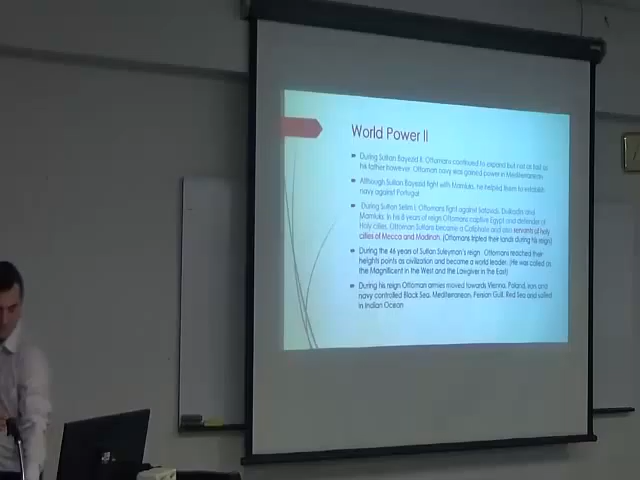 World Power II
During Sultan Bayezid II, Ottomans continued to expand but not as fast as
his father however, Ottoman navy was gained power in Mediterranean
Although Sultan Bayezid fight with Mamluks, he helped them to establish
navy against Portugal
During Sultan Selim I, Ottomans fight against Safavids, Dulkadirs and
Mamluks. In his 8 years of reign Ottomans captive Egypt and defender of
Holy cities, Ottoman Sultans became a Caliphate and also servants of holy
cities of Mecca and Madinah. (Ottomans tripled their lands during his reign)
During the 46 years of Sultan Suleyman's reign Ottomans reached their
heights points as civilization and became a world leader. (He was called as
the Magnificent in the West and the Lawgiver in the East)
During his reign Ottoman armies moved towards Vienna, Poland, Iran and
navy controlled Black Sea, Mediterranean, Persian Gulf, Red Sea and sailed
in Indian Ocean